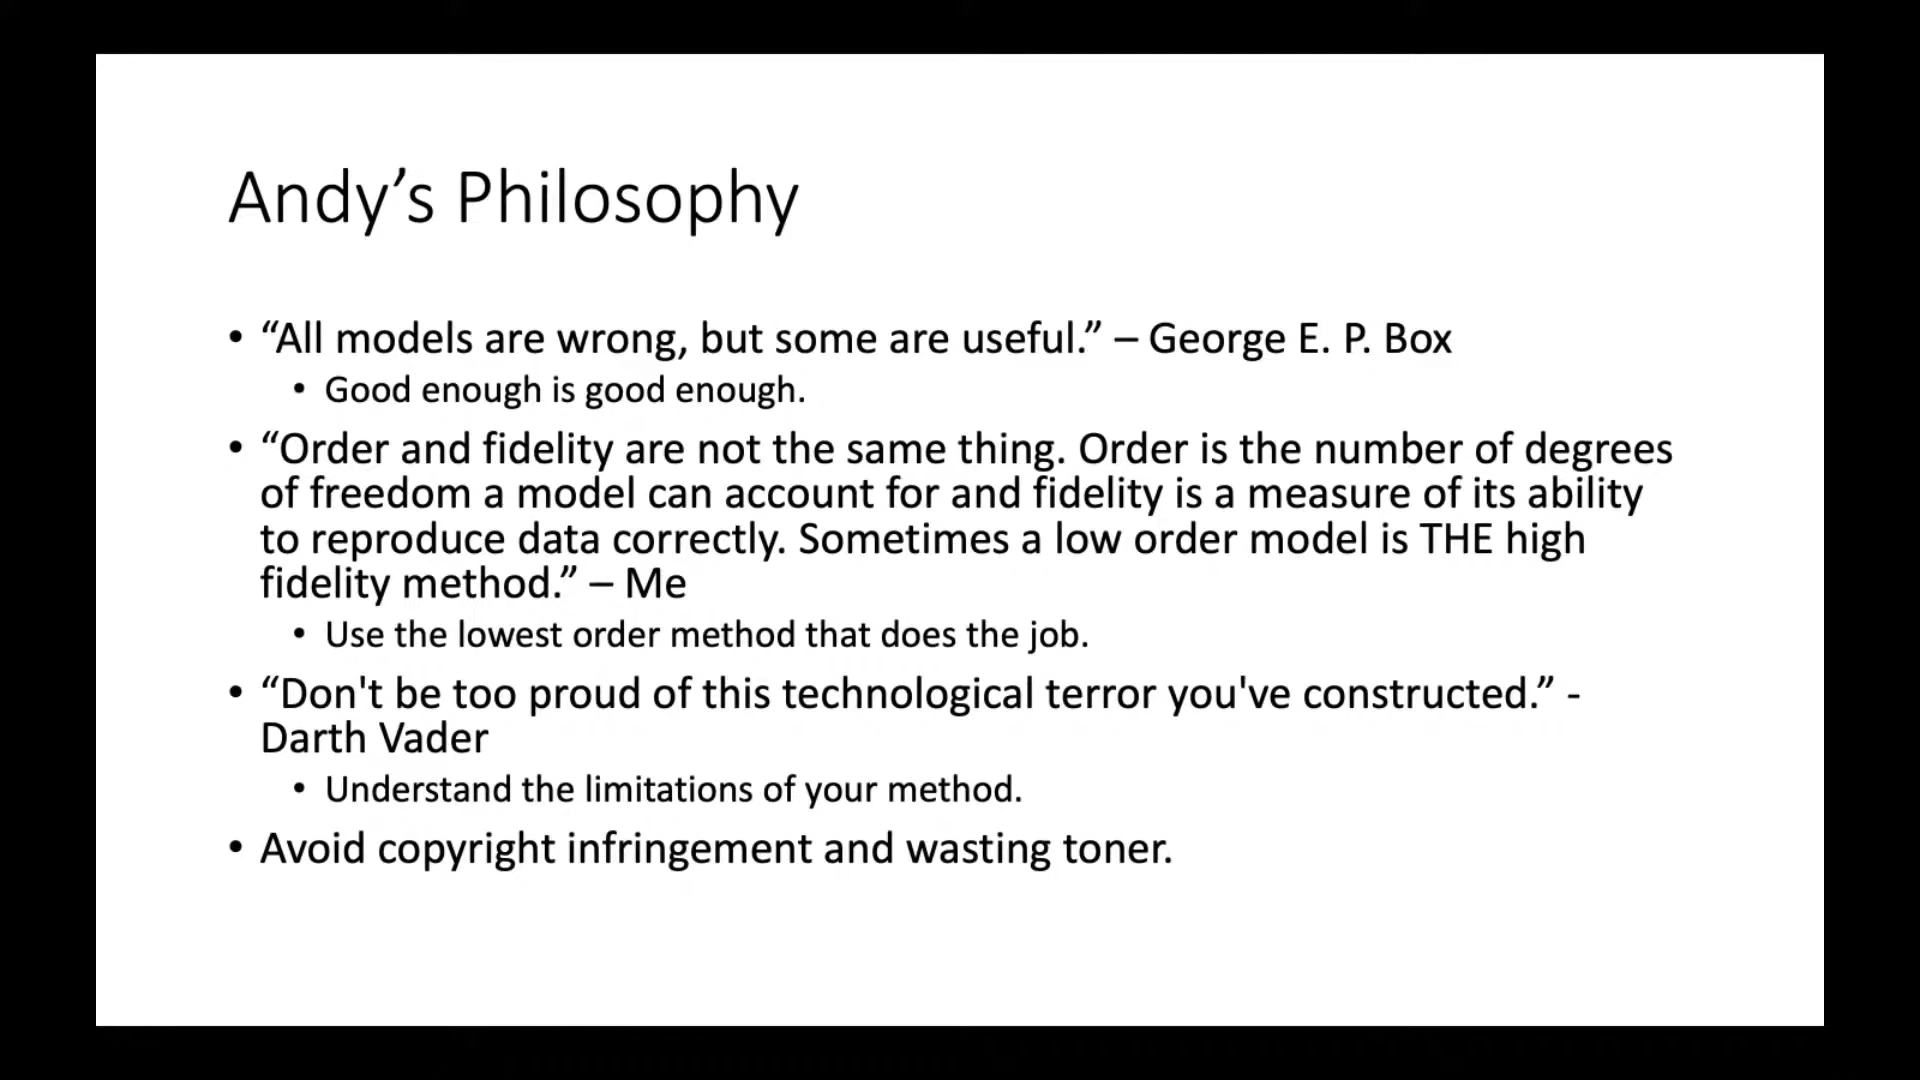 Andy’s Philosophy
• “All models are wrong, but some are useful.” – George E. P. Box
• Good enough is good enough.
• “Order and fidelity are not the same thing. Order is the number of degrees
of freedom a model can account for and fidelity is a measure of its ability
to reproduce data correctly. Sometimes a low order model is THE high
fidelity method.” – Me
• Use the lowest order method that does the job.
• “Don't be too proud of this technological terror you've constructed.” -
Darth Vader
• Understand the limitations of your method.
• Avoid copyright infringement and wasting toner.